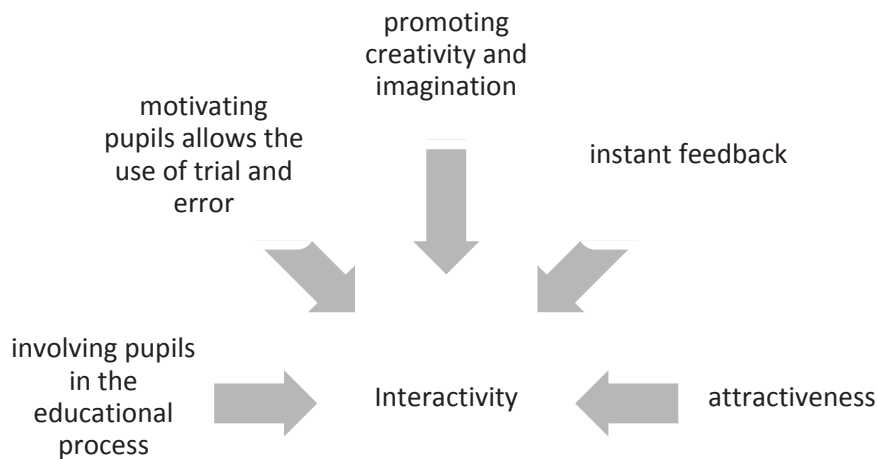 promoting
creativity and
imagination
motivating
pupils allows the
use of trial and
error
instant feedback
involving pupils
in the
educational
process
Interactivity
attractiveness